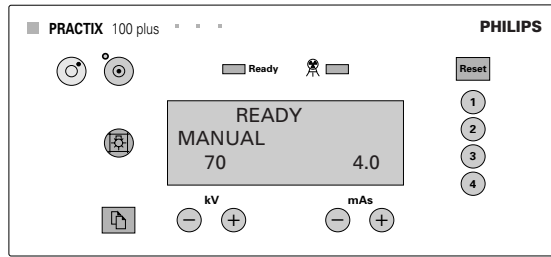 PRACTIX 100 plus
PHILIPS
Ready
Reset
READY
MANUAL
70 4.0
1
2
3
4
kV
mAs